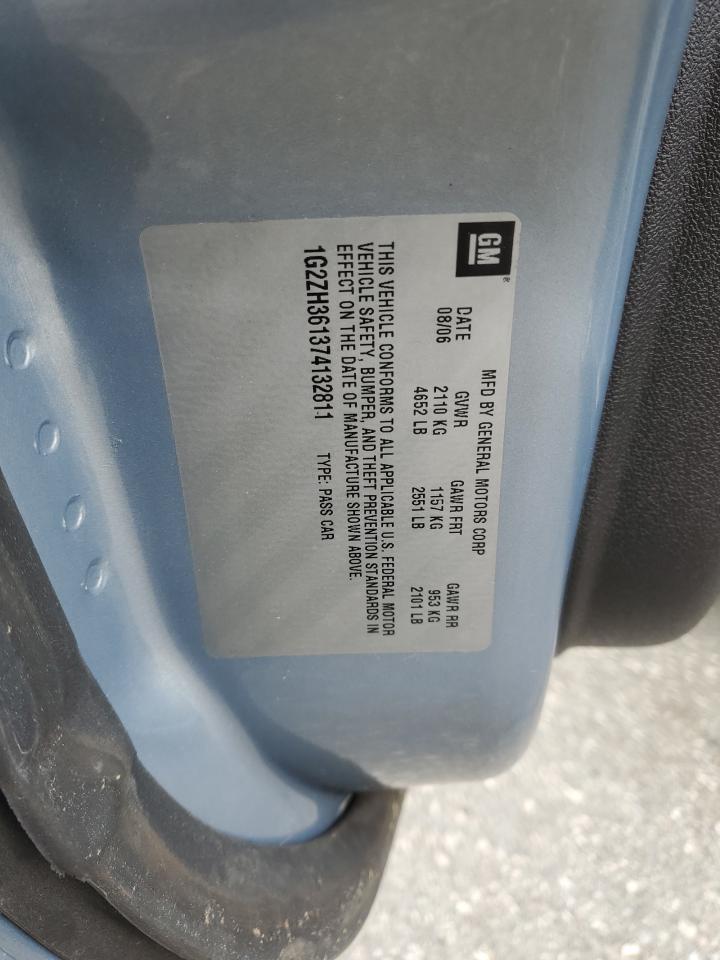 GM®
MFD BY GENERAL MOTORS CORP
DATE GVWR GAWR FRT GAWR RR
08/06 2110 KG 1157 KG 953 KG
4652 LB 2551 LB 2101 LB
THIS VEHICLE CONFORMS TO ALL APPLICABLE U.S. FEDERAL MOTOR
VEHICLE SAFETY, BUMPER, AND THEFT PREVENTION STANDARDS IN
EFFECT ON THE DATE OF MANUFACTURE SHOWN ABOVE.
1G2ZH361374132811 TYPE: PASS CAR